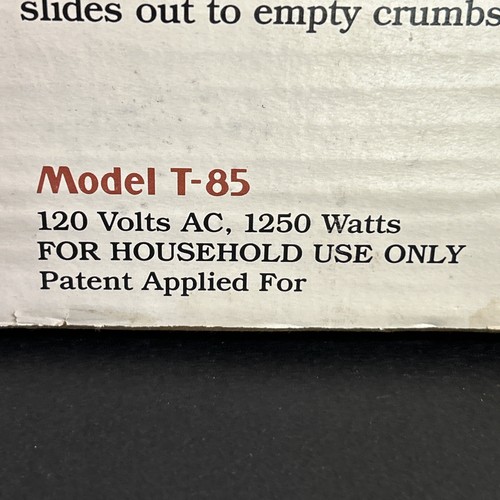 slides out to empty crumbs
Model T-85
120 Volts AC, 1250 Watts
FOR HOUSEHOLD USE ONLY
Patent Applied For